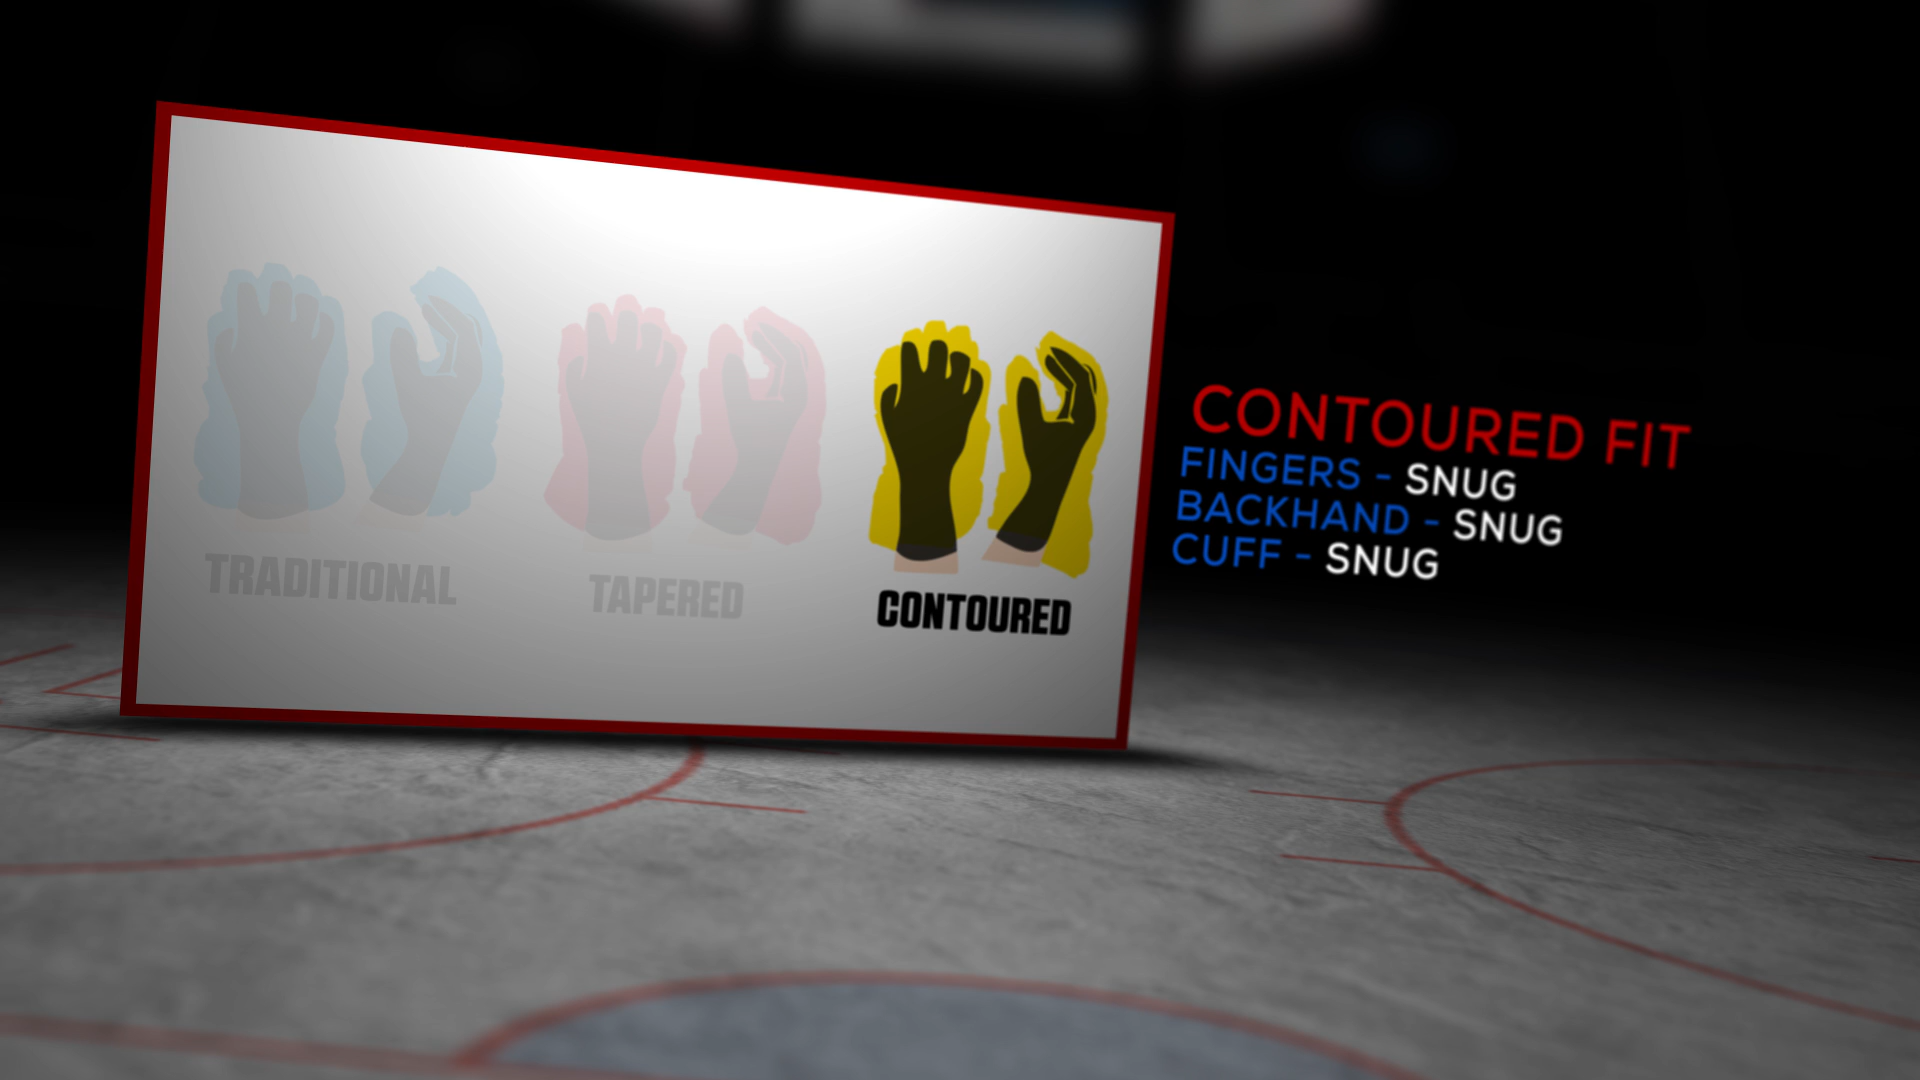 TRADITIONAL
TAPERED
CONTOURED
CONTOURED FIT
FINGERS - SNUG
BACKHAND - SNUG
CUFF - SNUG